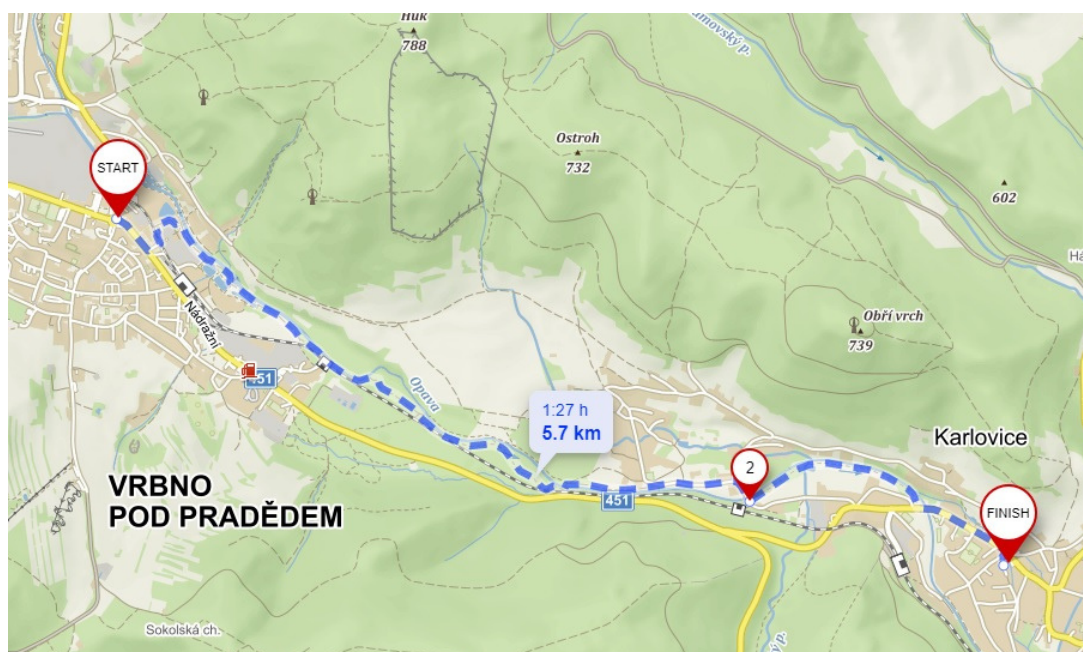 Huk
788
Ostroh
732
602
START
Obří vrch
739
Nádražní
451
Opava
1:27 h
5.7 km
Karlovice
2
451
VRBNO
POD PRADĚDEM
FINISH
Sokolská ch.